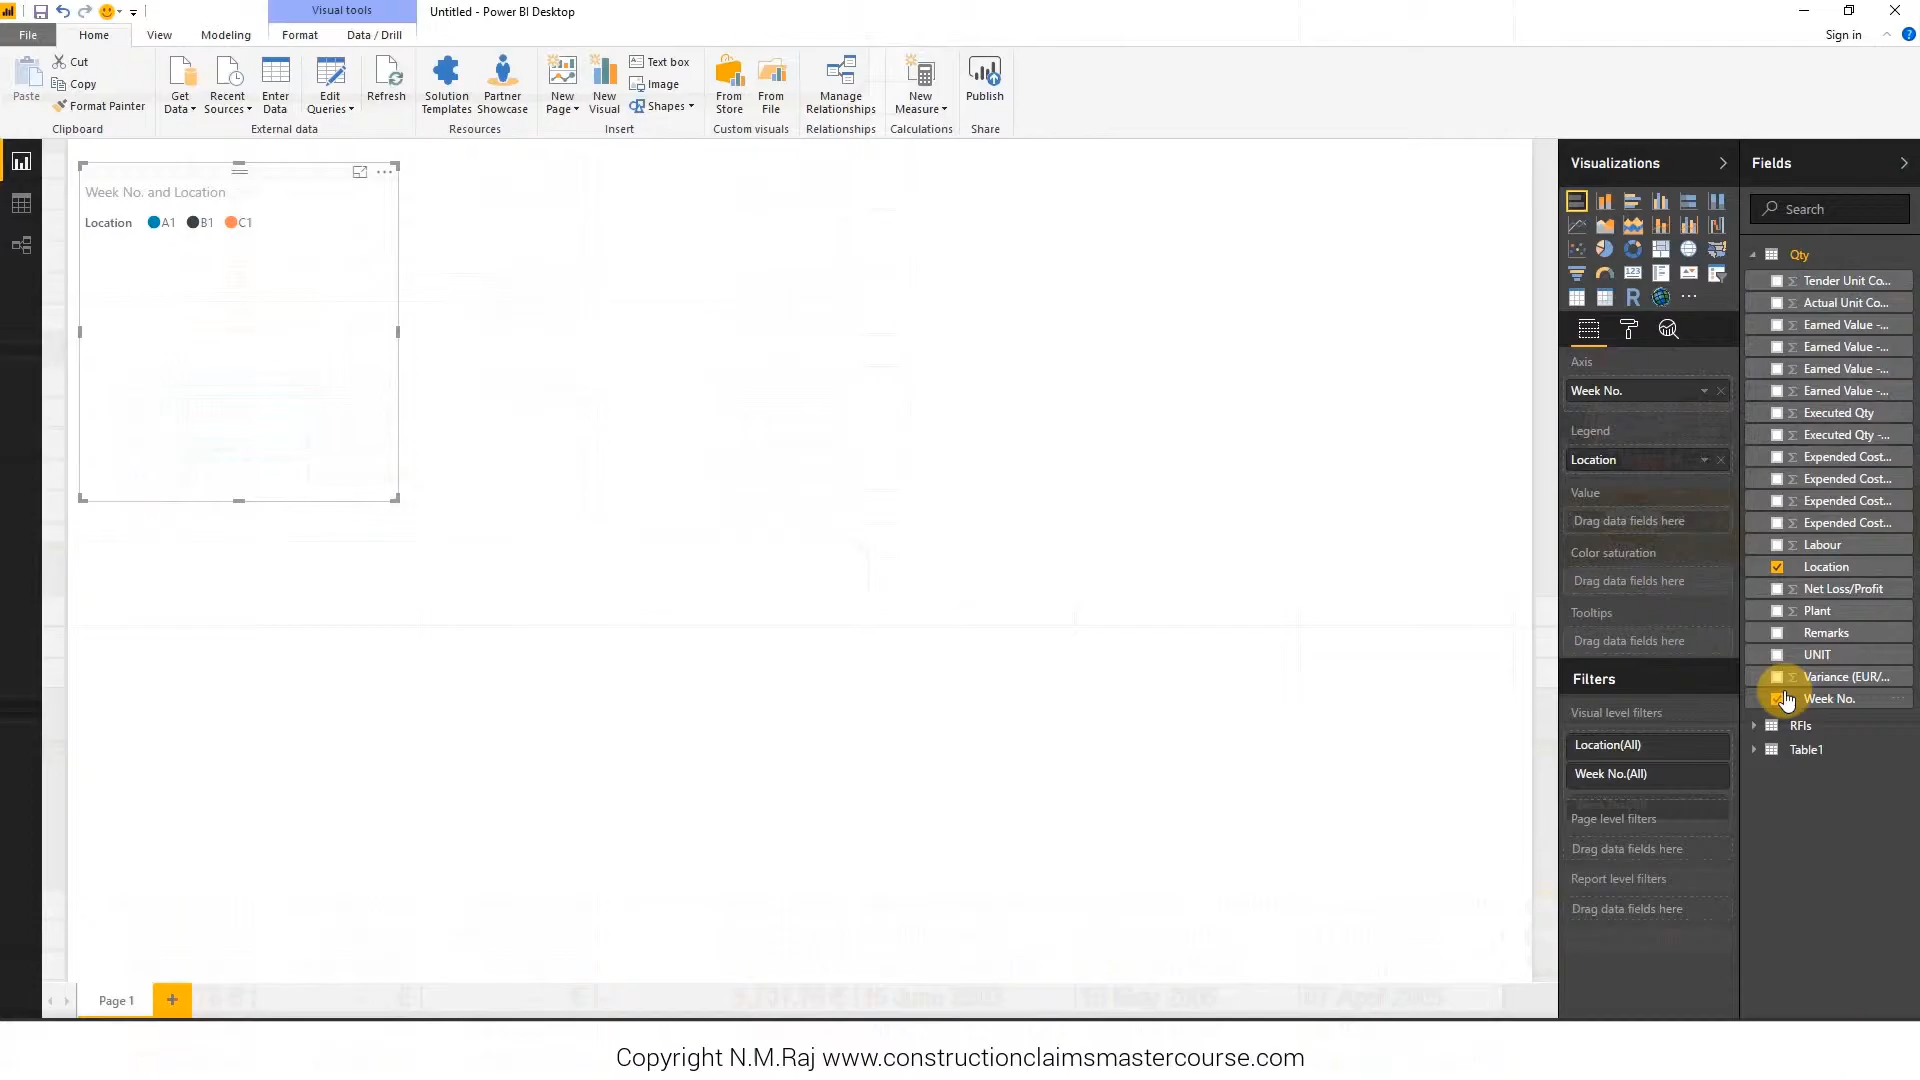 Visual tools
Untitled - Power BI Desktop
File Home View Modeling Format Data / Drill Sign in
Paste
Cut
Copy
Format Painter
Clipboard
Get Data
Recent Sources
Enter Data
Edit Queries
Refresh
External data
Solution Templates
Partner Showcase
Resources
New Page
New Visual
Text box
Image
Shapes
Insert
From Store
From File
Custom visuals
Manage Relationships
Relationships
New Measure
Calculations
Publish
Share
Week No. and Location
Location A1 B1 C1
Visualizations
123
R
Axis
Week No.
Legend
Location
Value
Drag data fields here
Color saturation
Drag data fields here
Tooltips
Drag data fields here
Filters
Visual level filters
Location(All)
Week No.(All)
Page level filters
Drag data fields here
Report level filters
Drag data fields here
Fields
Search
Qty
Tender Unit Co...
Actual Unit Co...
Earned Value -...
Earned Value -...
Earned Value -...
Earned Value -...
Executed Qty
Executed Qty -...
Expended Cost...
Expended Cost...
Expended Cost...
Expended Cost...
Labour
Location
Net Loss/Profit
Plant
Remarks
UNIT
Variance (EUR/...
Week No.
RFIs
Table1
Page 1
Copyright N.M.Raj www.constructionclaimsmastercourse.com